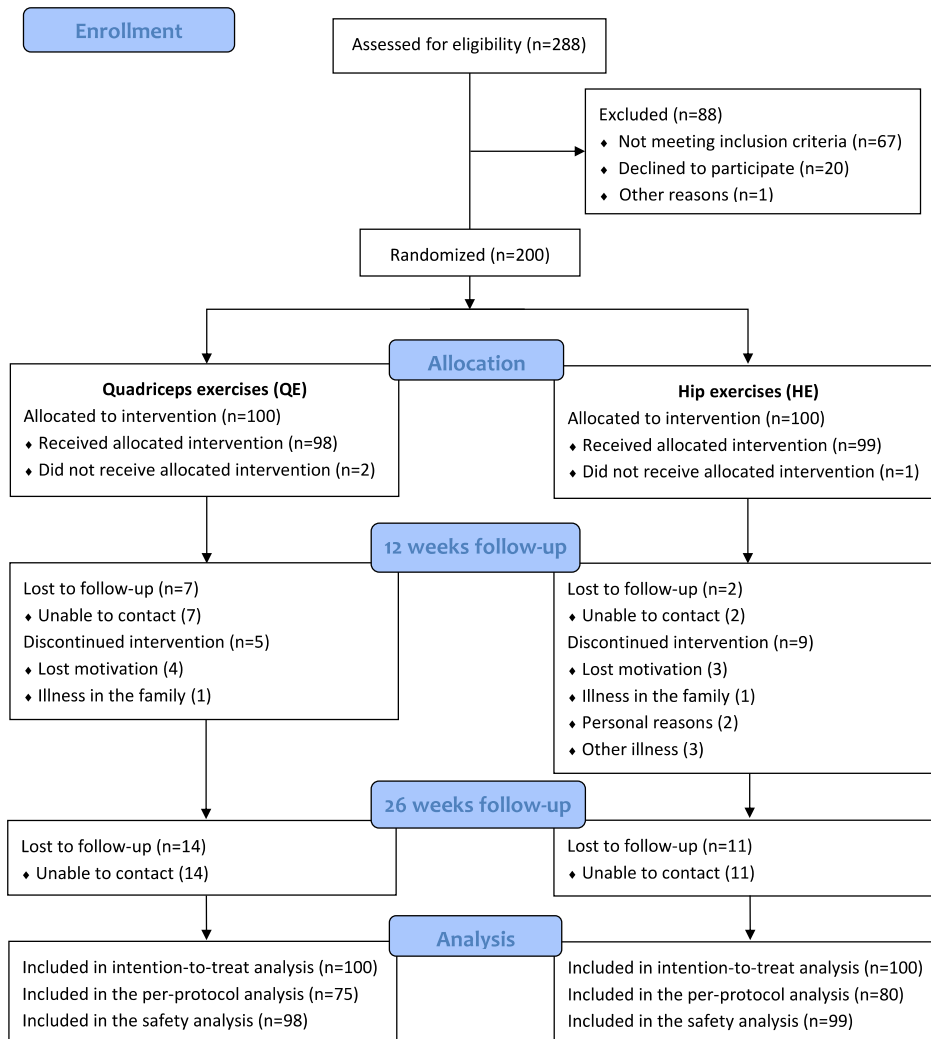 Enrollment
Assessed for eligibility (n=288)
Excluded (n=88)
♦ Not meeting inclusion criteria (n=67)
♦ Declined to participate (n=20)
♦ Other reasons (n=1)
Randomized (n=200)
Allocation
Quadriceps exercises (QE)
Allocated to intervention (n=100)
♦ Received allocated intervention (n=98)
♦ Did not receive allocated intervention (n=2)
Hip exercises (HE)
Allocated to intervention (n=100)
♦ Received allocated intervention (n=99)
♦ Did not receive allocated intervention (n=1)
12 weeks follow-up
Lost to follow-up (n=7)
♦ Unable to contact (7)
Discontinued intervention (n=5)
♦ Lost motivation (4)
♦ Illness in the family (1)
Lost to follow-up (n=2)
♦ Unable to contact (2)
Discontinued intervention (n=9)
♦ Lost motivation (3)
♦ Illness in the family (1)
♦ Personal reasons (2)
♦ Other illness (3)
26 weeks follow-up
Lost to follow-up (n=14)
♦ Unable to contact (14)
Lost to follow-up (n=11)
♦ Unable to contact (11)
Analysis
Included in intention-to-treat analysis (n=100)
Included in the per-protocol analysis (n=75)
Included in the safety analysis (n=98)
Included in intention-to-treat analysis (n=100)
Included in the per-protocol analysis (n=80)
Included in the safety analysis (n=99)